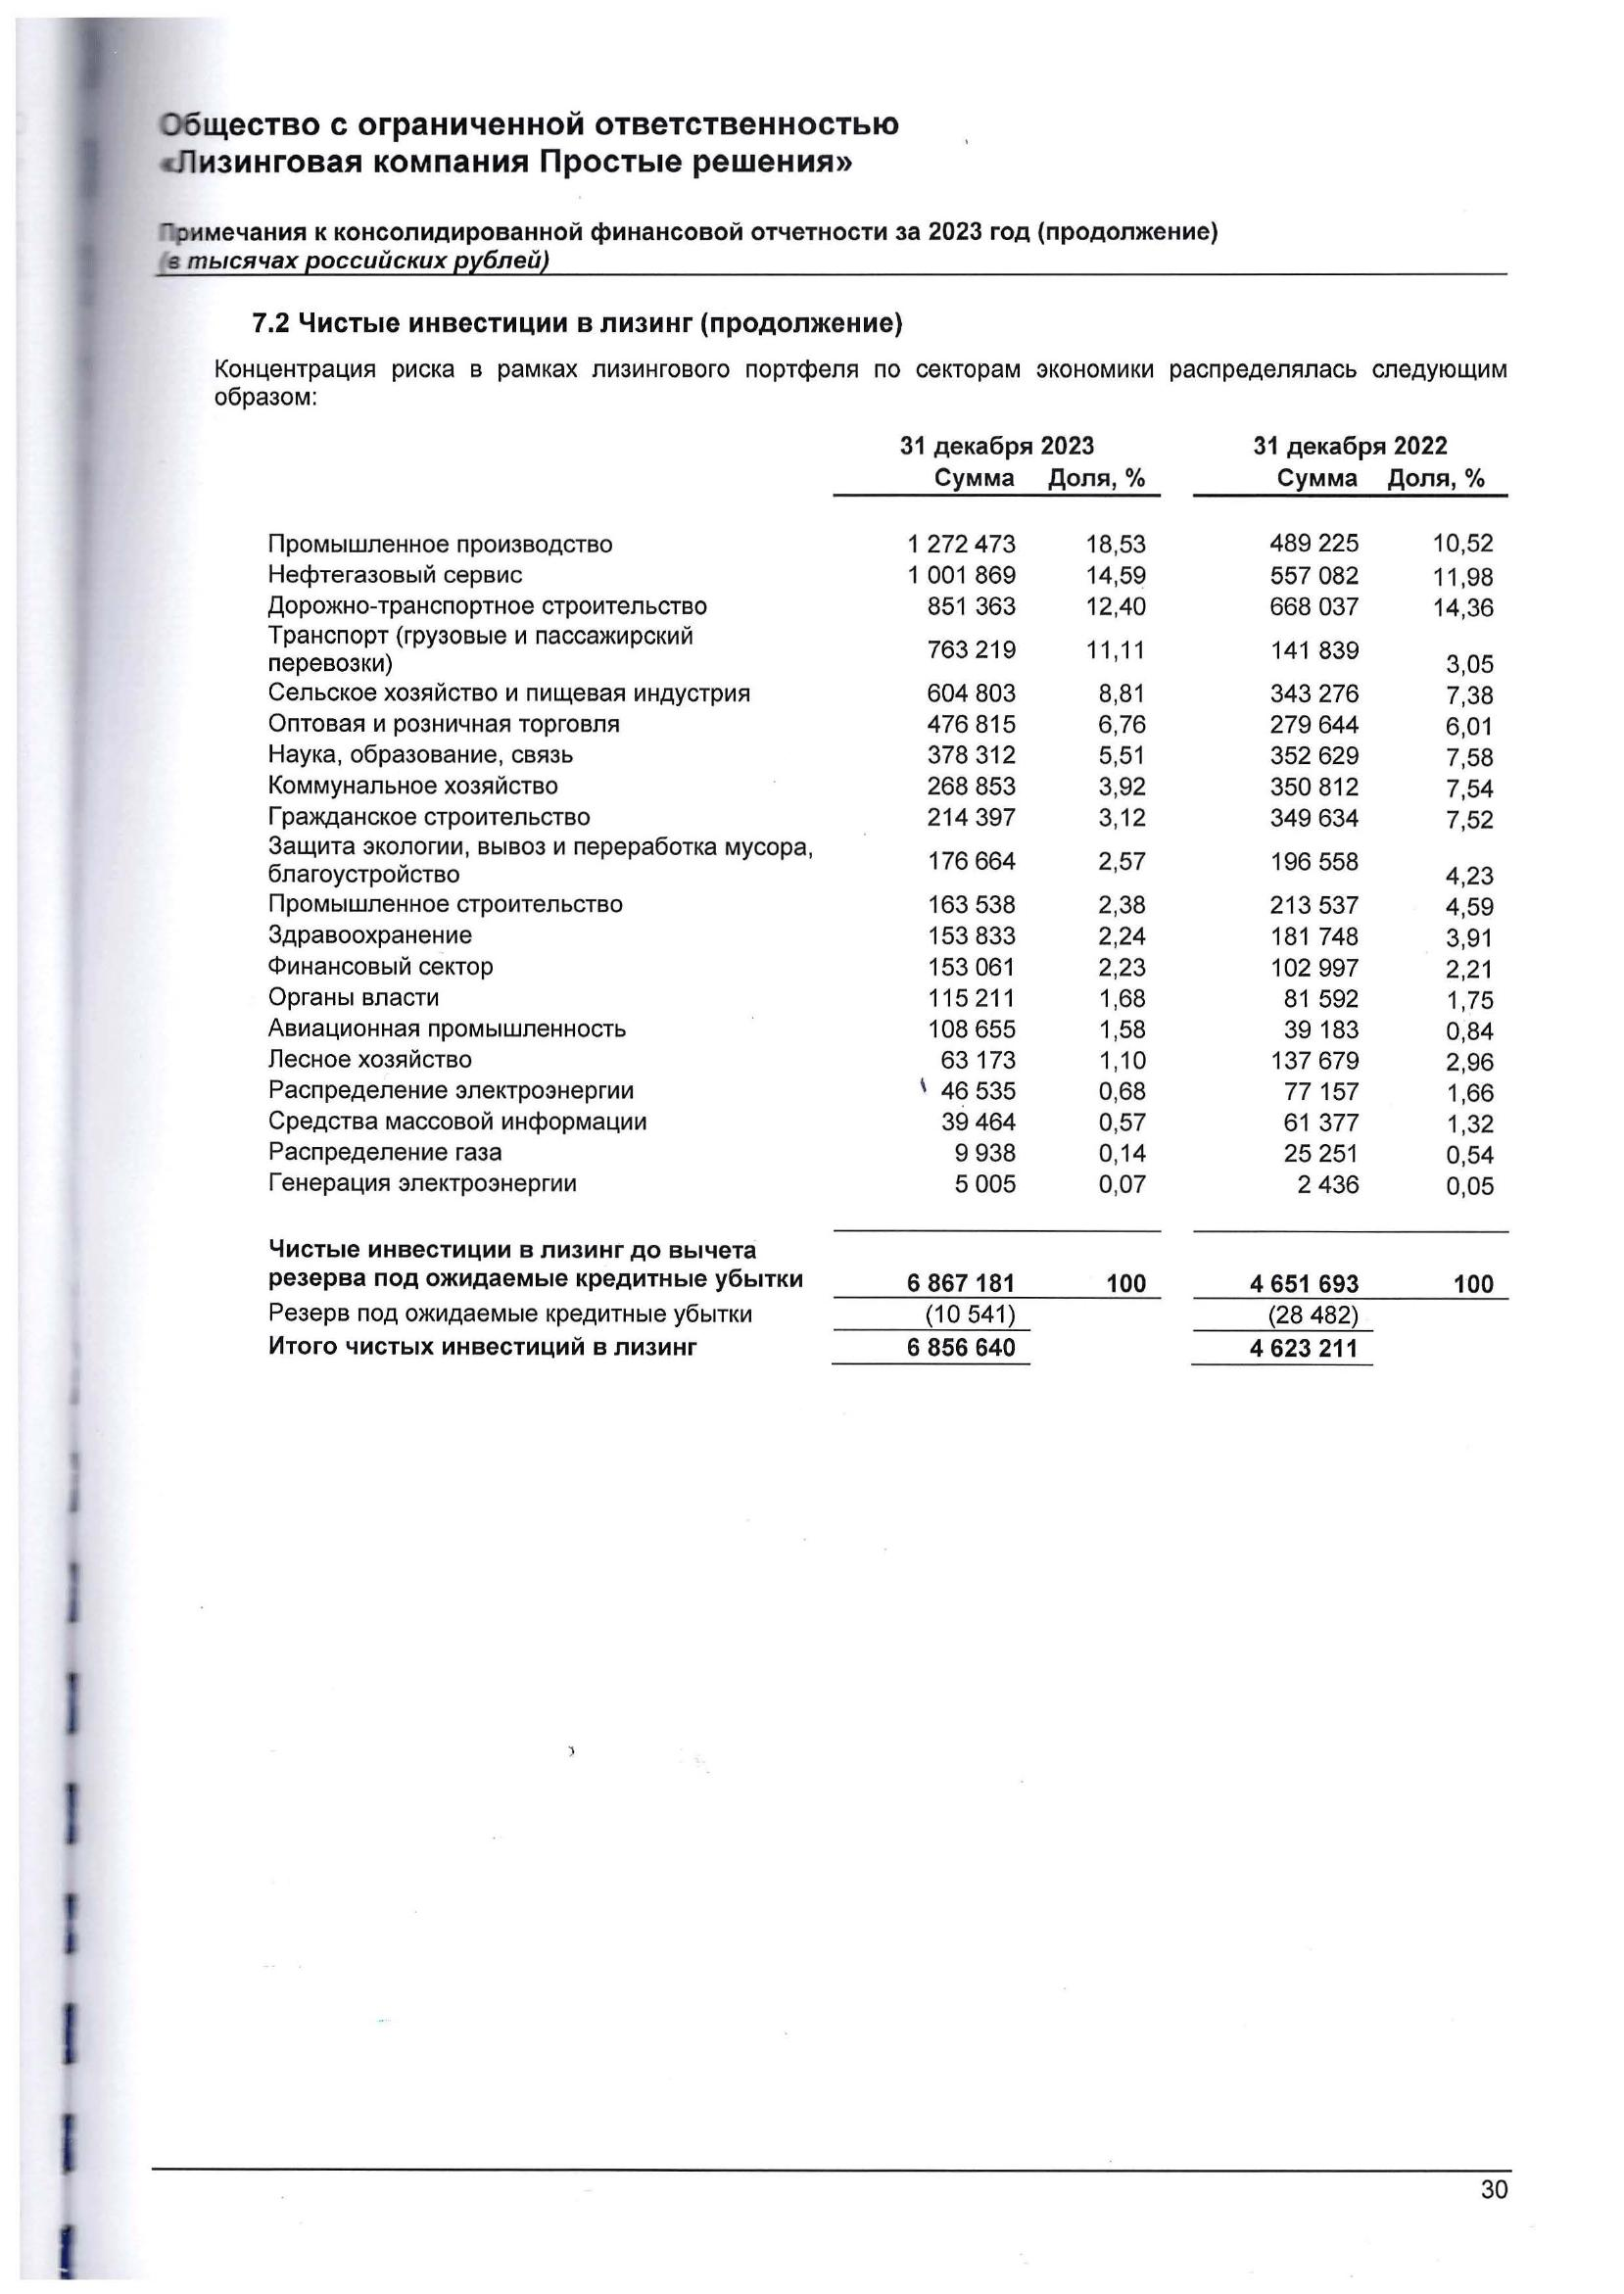 Общество с ограниченной ответственностью
«Лизинговая компания Простые решения»
Примечания к консолидированной финансовой отчетности за 2023 год (продолжение)
(в тысячах российских рублей)
7.2 Чистые инвестиции в лизинг (продолжение)
Концентрация риска в рамках лизингового портфеля по секторам экономики распределялась следующим
образом:
31 декабря 2023 31 декабря 2022
Сумма Доля, % Сумма Доля, %
Промышленное производство 1 272 473 18,53 489 225 10,52
Нефтегазовый сервис 1 001 869 14,59 557 082 11,98
Дорожно-транспортное строительство 851 363 12,40 668 037 14,36
Транспорт (грузовые и пассажирский
перевозки) 763 219 11,11 141 839 3,05
Сельское хозяйство и пищевая индустрия 604 803 8,81 343 276 7,38
Оптовая и розничная торговля 476 815 6,76 279 644 6,01
Наука, образование, связь 378 312 5,51 352 629 7,58
Коммунальное хозяйство 268 853 3,92 350 812 7,54
Гражданское строительство 214 397 3,12 349 634 7,52
Защита экологии, вывоз и переработка мусора,
благоустройство 176 664 2,57 196 558 4,23
Промышленное строительство 163 538 2,38 213 537 4,59
Здравоохранение 153 833 2,24 181 748 3,91
Финансовый сектор 153 061 2,23 102 997 2,21
Органы власти 115 211 1,68 81 592 1,75
Авиационная промышленность 108 655 1,58 39 183 0,84
Лесное хозяйство 63 173 1,10 137 679 2,96
Распределение электроэнергии 46 535 0,68 77 157 1,66
Средства массовой информации 39 464 0,57 61 377 1,32
Распределение газа 9 938 0,14 25 251 0,54
Генерация электроэнергии 5 005 0,07 2 436 0,05
Чистые инвестиции в лизинг до вычета
резерва под ожидаемые кредитные убытки 6 867 181 100 4 651 693 100
Резерв под ожидаемые кредитные убытки (10 541) (28 482)
Итого чистых инвестиций в лизинг 6 856 640 4 623 211
30